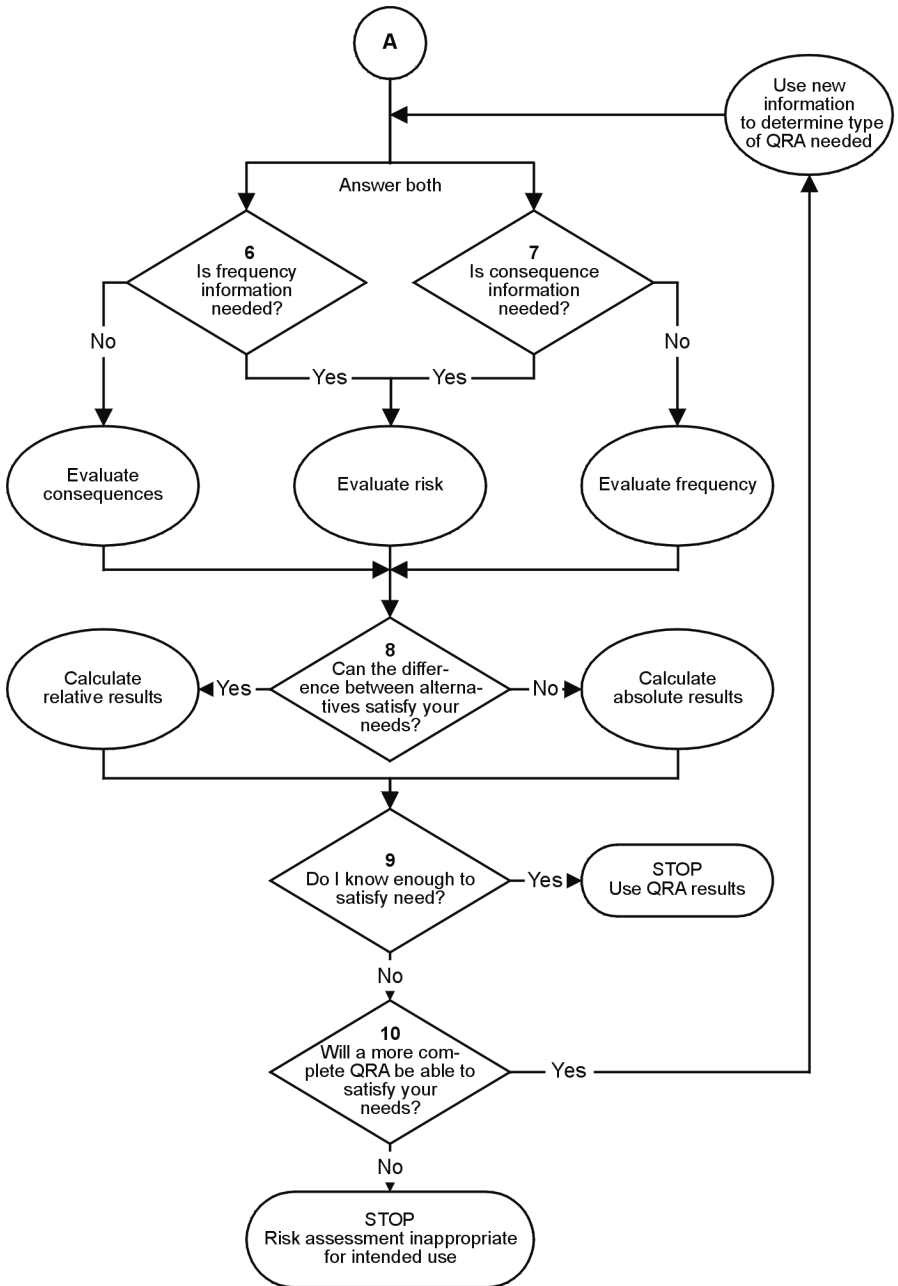 A
Use new
information
to determine type
of QRA needed
Answer both
6
Is frequency
information
needed?
7
Is consequence
information
needed?
No
No
Yes
Yes
Evaluate
consequences
Evaluate risk
Evaluate frequency
8
Can the differ-
ence between alterna-
tives satisfy your
needs?
Calculate
relative results
Yes
No
Calculate
absolute results
9
Do I know enough to
satisfy need?
Yes
STOP
Use QRA results
No
10
Will a more com-
plete QRA be able to
satisfy your
needs?
Yes
No
STOP
Risk assessment inappropriate
for intended use